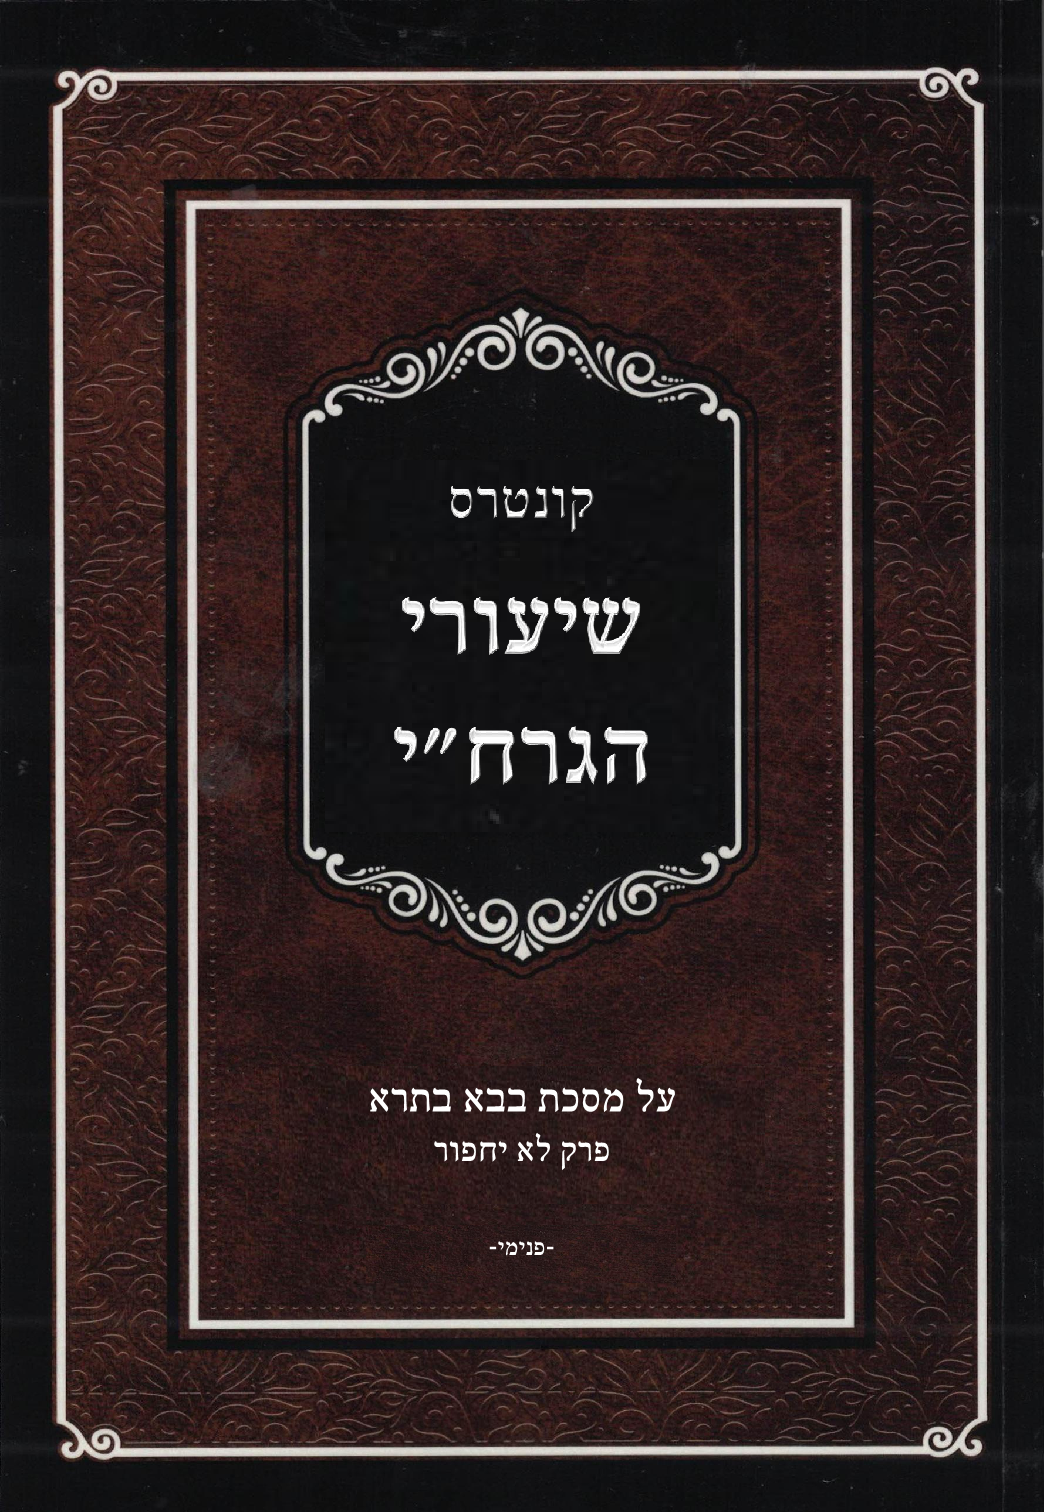 קונטרס
שיעורי
הגרח״י
על מסכת בבא בתרא
פרק לא יחפור
-פנימי-